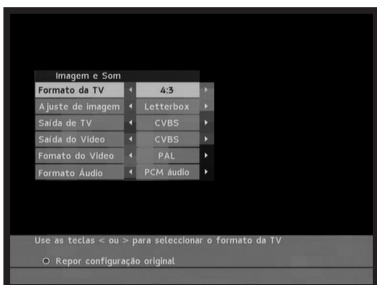 Imagem e Som
Formato da TV 4:3
Ajuste de imagem Letterbox
Saída de TV CVBS
Saída do Vídeo CVBS
Fomato do Vídeo PAL
Formato Áudio PCM áudio
Use as teclas < ou > para seleccionar o formato da TV
Repor configuração original